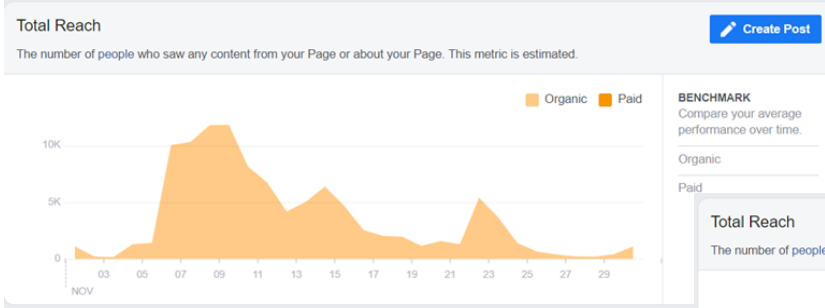 Total Reach
Create Post
The number of people who saw any content from your Page or about your Page. This metric is estimated.
Organic Paid
BENCHMARK
Compare your average
performance over time.
Organic
Paid
10K
5K
0
03 05 07 09 11 13 15 17 19 21 23 25 27 29
NOV
Total Reach
The number of people